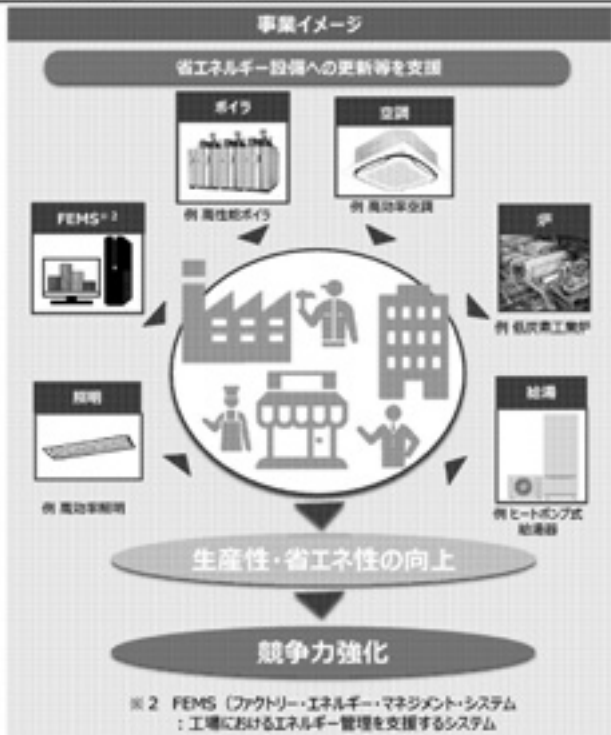 事業イメージ
省エネルギー設備への更新等を支援
ボイラ
空調
例 高性能ボイラ
例 高効率空調
FEMS※2
炉
例 低炭素工業炉
照明
給湯
例 高効率照明
例 ヒートポンプ式
給湯器
生産性・省エネ性の向上
競争力強化
※2 FEMS（ファクトリー・エネルギー・マネジメント・システム
：工場におけるエネルギー管理を支援するシステム